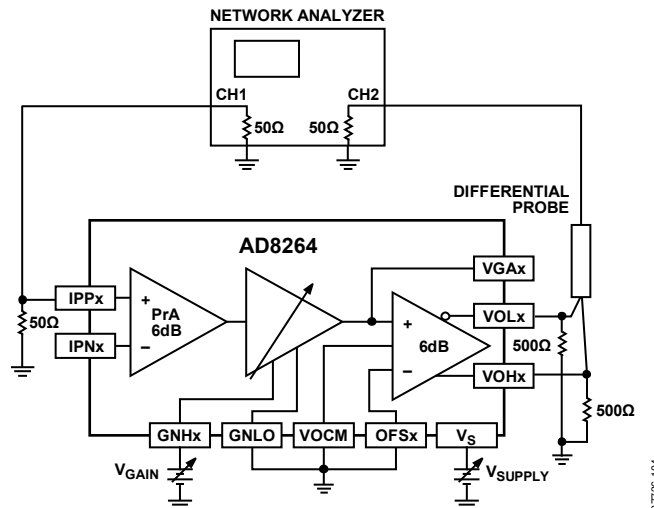 NETWORK ANALYZER
CH1
CH2
50Ω
50Ω
DIFFERENTIAL
PROBE
AD8264
VGAx
IPPx
PrA
6dB
+
−
+
−
6dB
VOLx
50Ω
IPNx
500Ω
VOHx
500Ω
GNHx
GNLO
VOCM
OFSx
VS
VGAIN
VSUPPLY